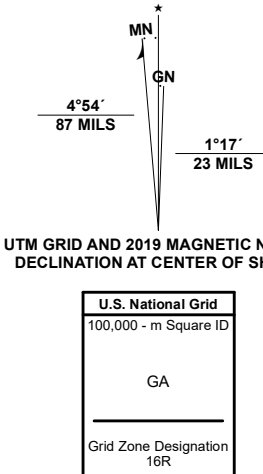 MN
GN
4°54´
87 MILS
1°17´
23 MILS
UTM GRID AND 2019 MAGNETIC N
DECLINATION AT CENTER OF SH
U.S. National Grid
100,000 - m Square ID
GA
Grid Zone Designation
16R